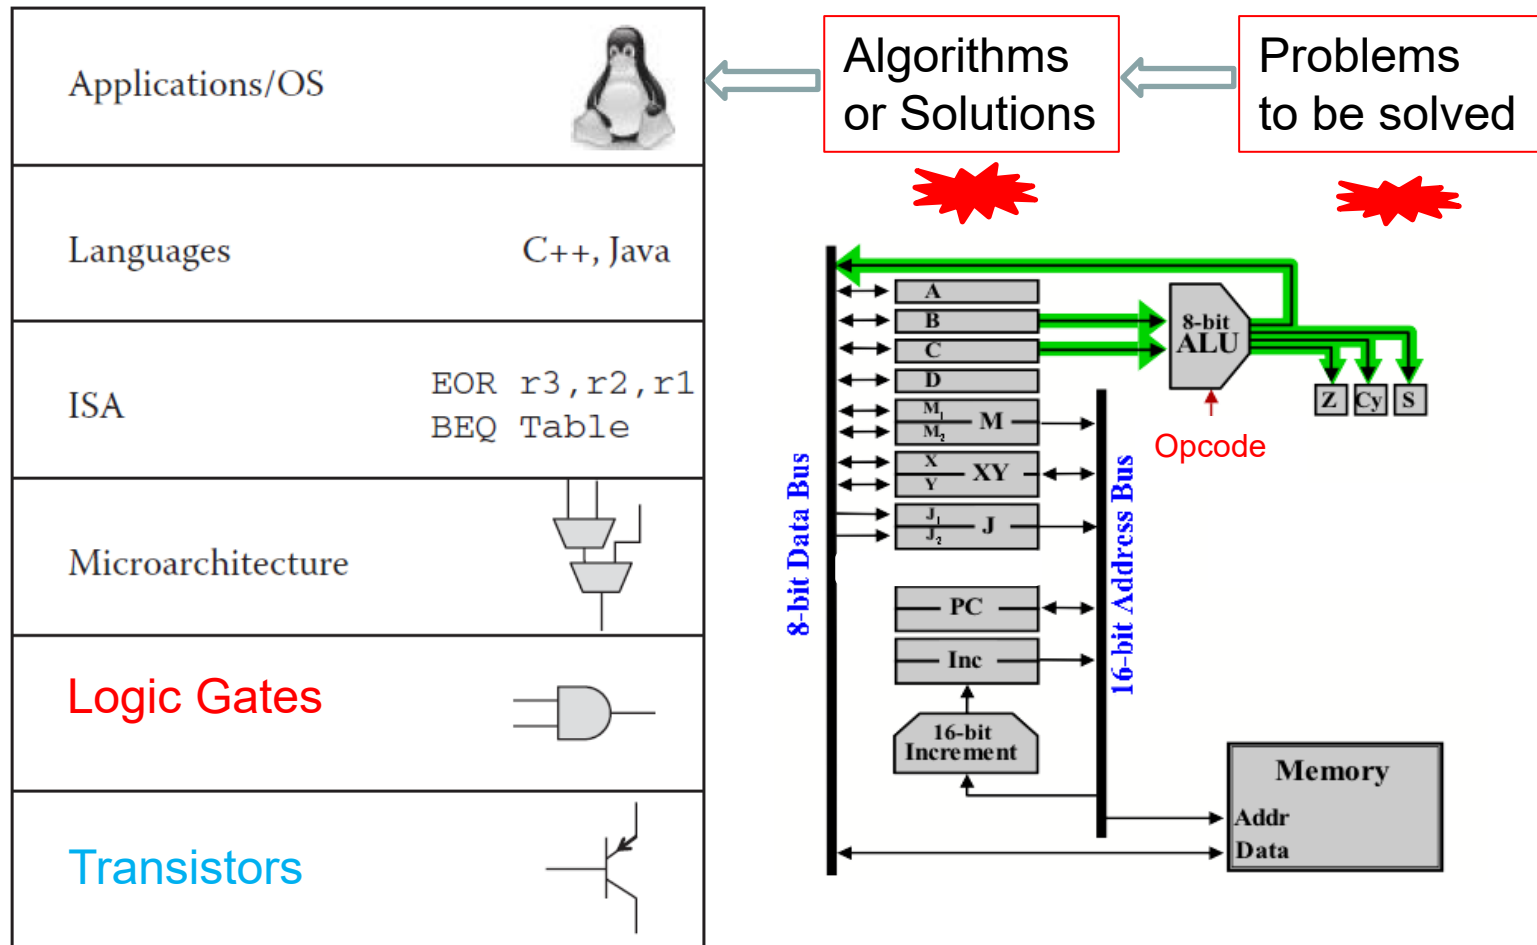 Applications/OS
Languages
C++, Java
ISA
EOR r3,r2,r1
BEQ Table
Microarchitecture
Logic Gates
Transistors
Algorithms
or Solutions
Problems
to be solved
8-bit Data Bus
A
B
C
D
M1
M2
M
X
Y
XY
J1
J2
J
PC
Inc
16-bit
Increment
16-bit Address Bus
8-bit
ALU
Opcode
Z
Cy
S
Memory
Addr
Data